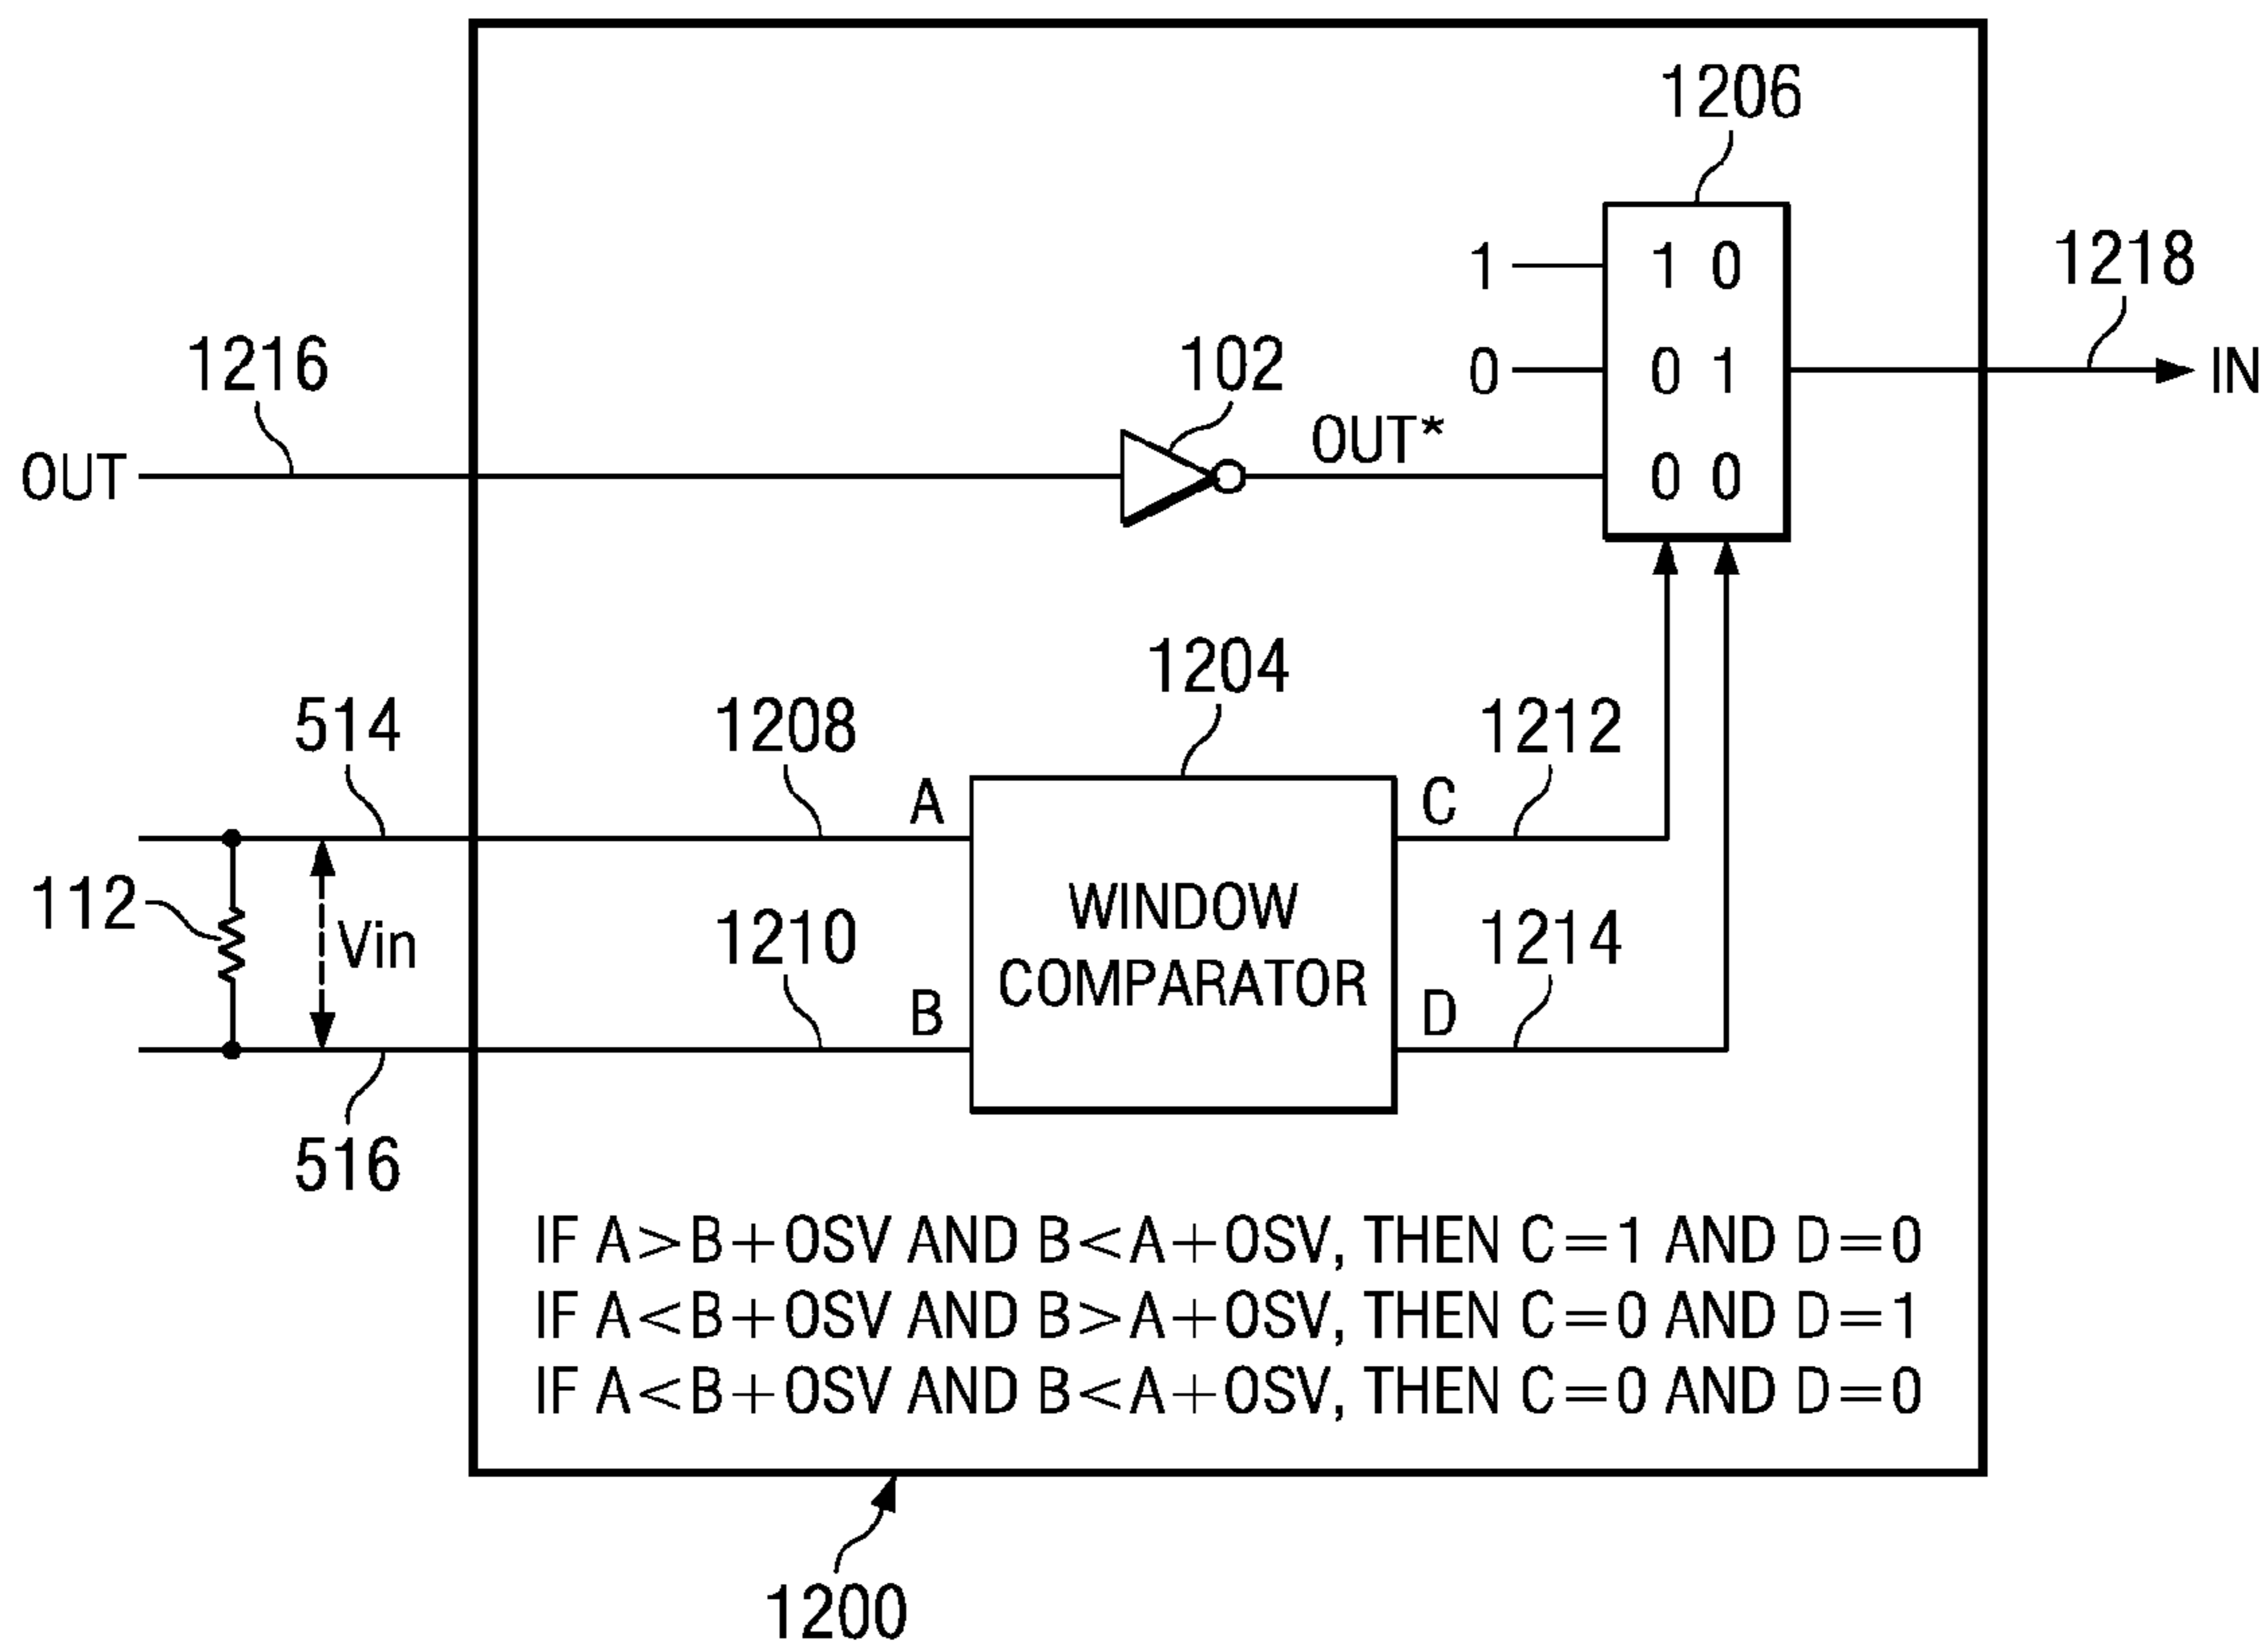 1206
1 1 0
1218
1216
102
0 0 1
IN
OUT*
OUT
0 0
1204
514
1208
1212
A
C
112
Vin
WINDOW
1210
1214
COMPARATOR
B
D
516
IF A>B+OSV AND B<A+OSV, THEN C=1 AND D=0
IF A<B+OSV AND B>A+OSV, THEN C=0 AND D=1
IF A<B+OSV AND B<A+OSV, THEN C=0 AND D=0
1200